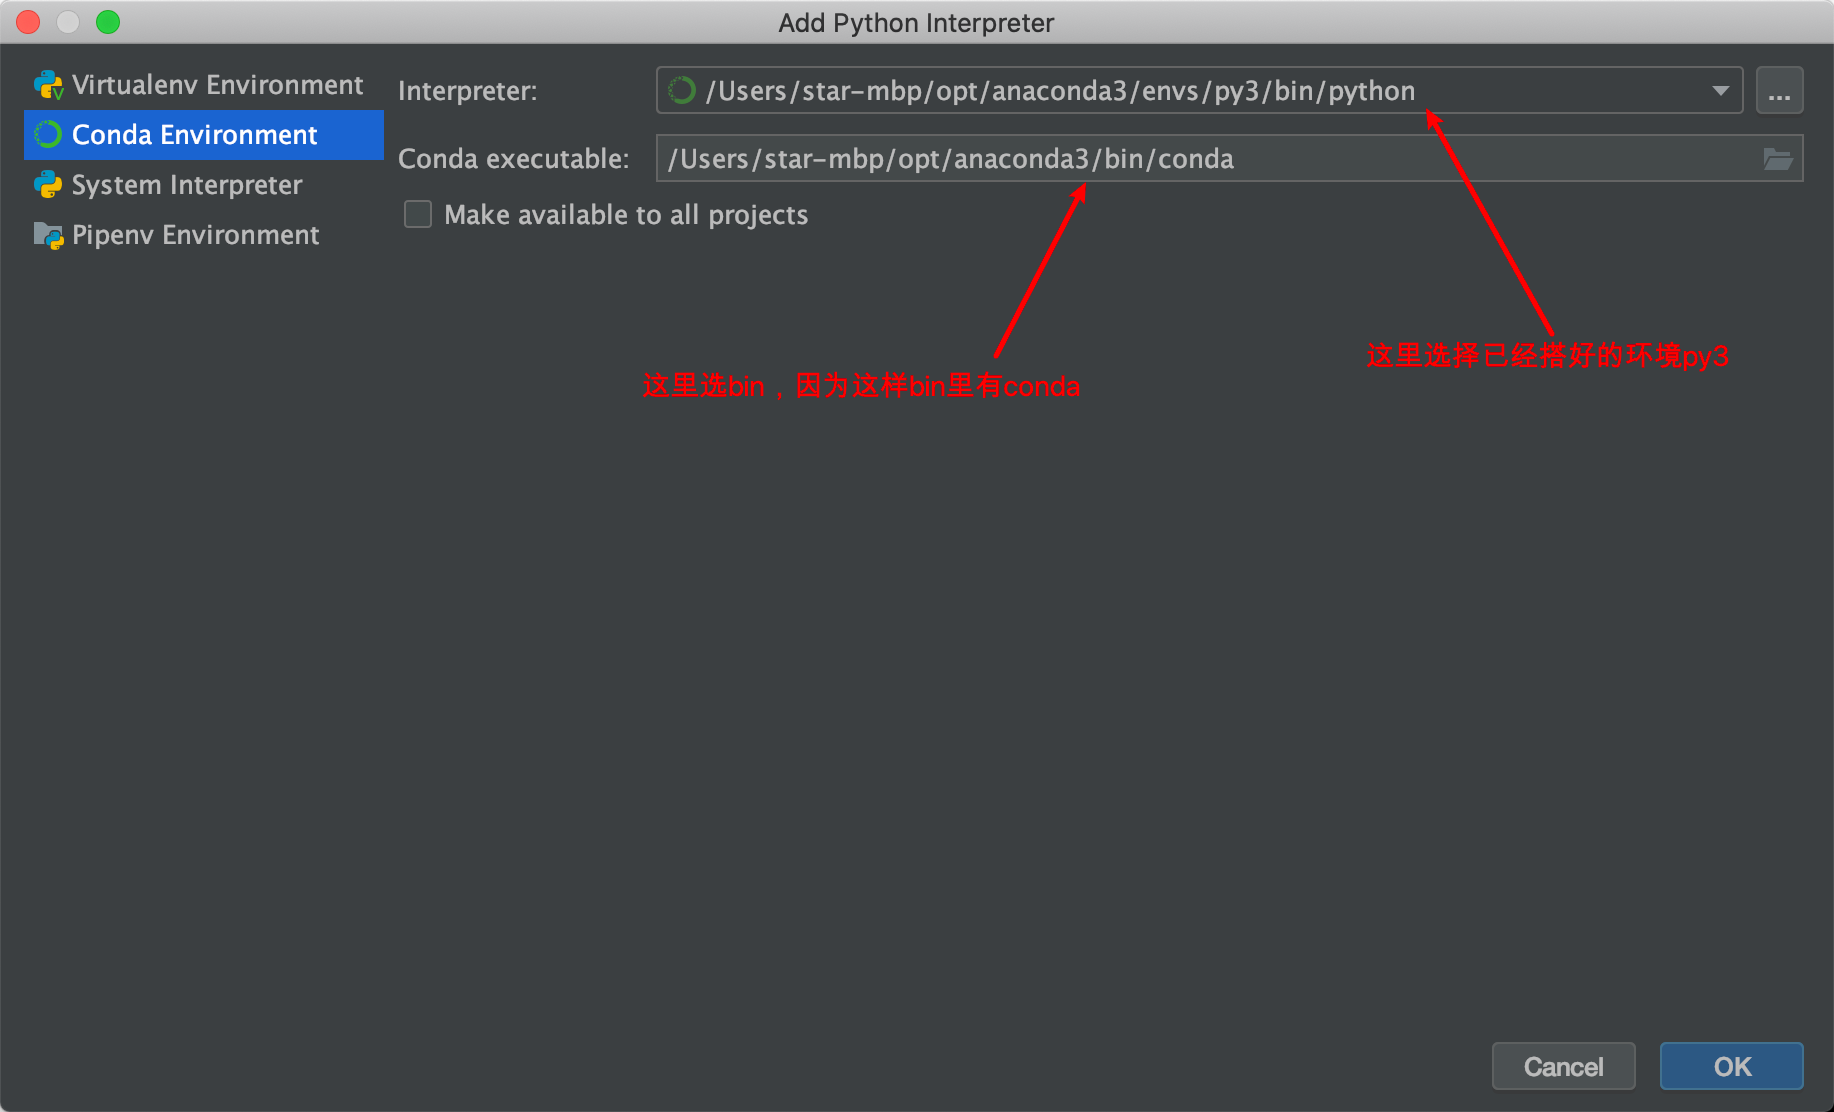 Add Python Interpreter
Virtualenv Environment
Conda Environment
System Interpreter
Pipenv Environment
Interpreter: /Users/star-mbp/opt/anaconda3/envs/py3/bin/python ...
Conda executable: /Users/star-mbp/opt/anaconda3/bin/conda
Make available to all projects
这里选择已经搭好的环境py3
这里选bin，因为这样bin里有conda
Cancel OK